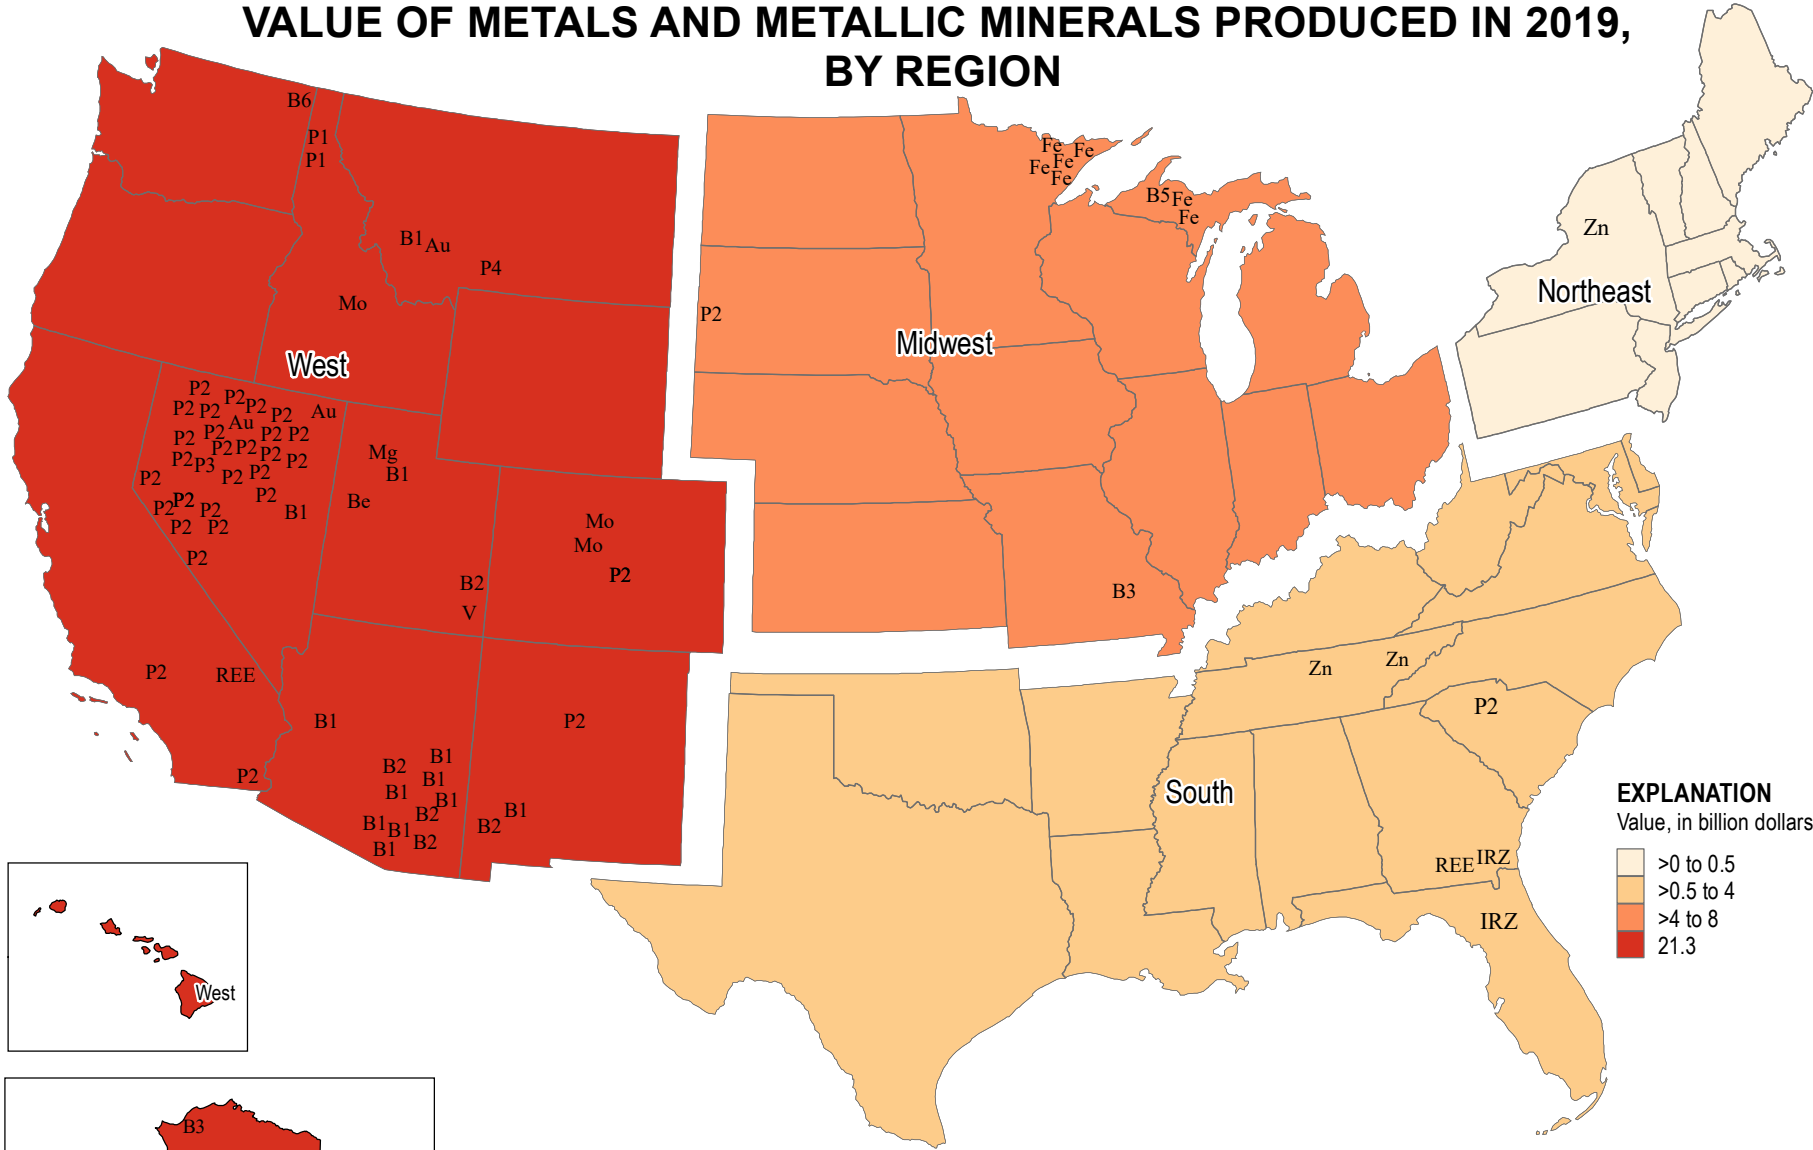 VALUE OF METALS AND METALLIC MINERALS PRODUCED IN 2019,
BY REGION
B6
P1
P1
B1 Au
P4
Mo
West
P2
P2
P2 P2 P2 P2
Au
Au
P2 P2 P2 P2
P2 P2 P2
P2 P3 P2
P2 P2
P2
P2
P2 P2 P2
P2 P2
B1
P2
Mg
B1
Be
B2
V
Mo
Mo
P2
P2
REE
P2
B1
B2
B1
B1
B1
B1
B2
B1 B1
B1
B2
P2
B1
B2
P2
Midwest
Fe
Fe
Fe
Fe
Fe
B5 Fe
Fe
B3
Zn
Northeast
Zn
Zn
P2
South
REE IRZ
IRZ
EXPLANATION
Value, in billion dollars
>0 to 0.5
>0.5 to 4
>4 to 8
21.3
West
B3